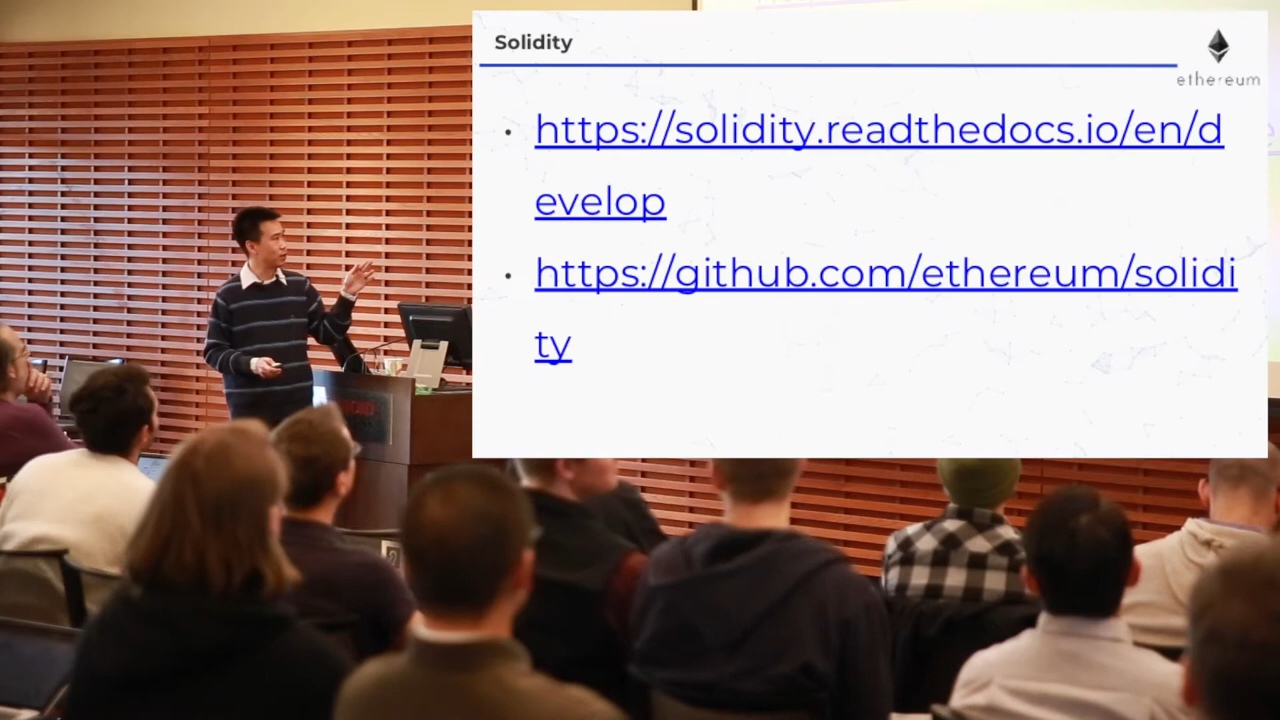 Solidity
ethereum
• https://solidity.readthedocs.io/en/d
evelop
• https://github.com/ethereum/solidi
ty